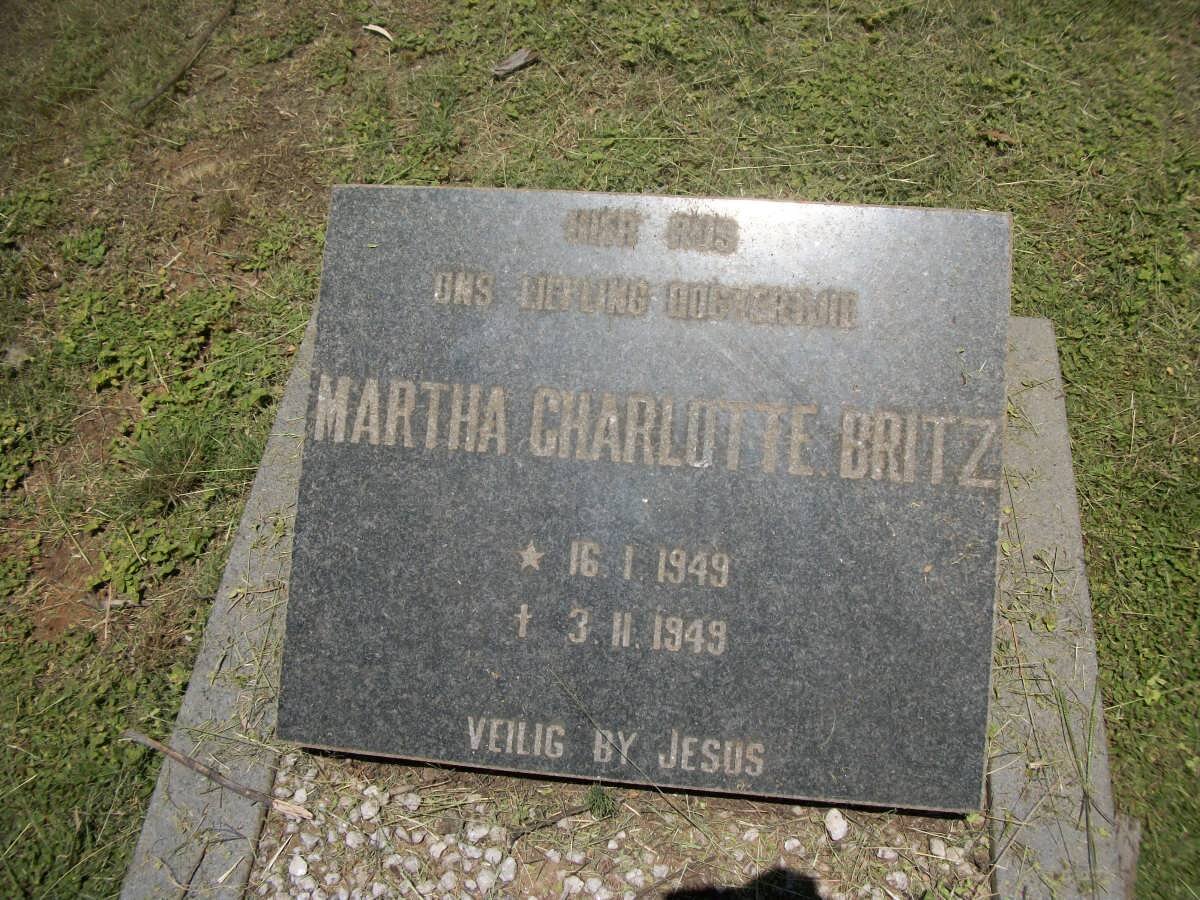 HIER RUS
ONS LIEFLING DOGTERTJIE
MARTHA CHARLOTTE. BRITZ
★ 16. 1. 1949
† 3. 11. 1949
VEILIG BY JESUS